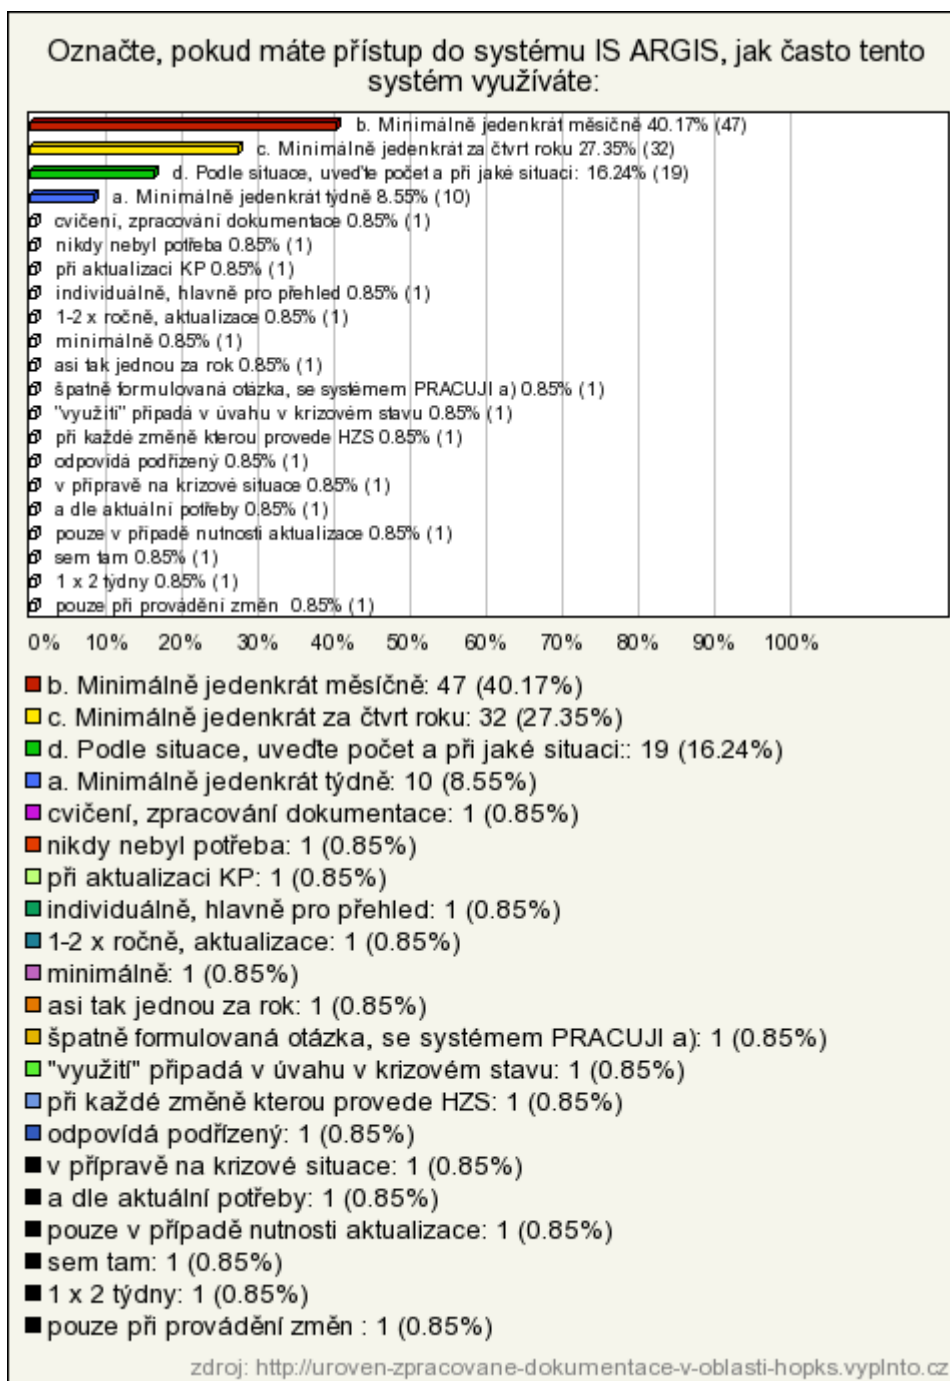 Označte, pokud máte přístup do systému IS ARGIS, jak často tento
systém využíváte:
b. Minimálně jedenkrát měsíčně 40.17% (47)
c. Minimálně jedenkrát za čtvrt roku 27.35% (32)
d. Podle situace, uveďte počet a při jaké situaci: 16.24% (19)
a. Minimálně jedenkrát týdně 8.55% (10)
cvičení, zpracování dokumentace 0.85% (1)
nikdy nebyl potřeba 0.85% (1)
při aktualizaci KP 0.85% (1)
individuálně, hlavně pro přehled 0.85% (1)
1-2 x ročně, aktualizace 0.85% (1)
minimálně 0.85% (1)
asi tak jednou za rok 0.85% (1)
špatně formulovaná otázka, se systémem PRACUJI a) 0.85% (1)
"využití" připadá v úvahu v krizovém stavu 0.85% (1)
při každé změně kterou provede HZS 0.85% (1)
odpovídá podřízený 0.85% (1)
v přípravě na krizové situace 0.85% (1)
a dle aktuální potřeby 0.85% (1)
pouze v případě nutnosti aktualizace 0.85% (1)
sem tam 0.85% (1)
1 x 2 týdny 0.85% (1)
pouze při provádění změn 0.85% (1)
0% 10% 20% 30% 40% 50% 60% 70% 80% 90% 100%
b. Minimálně jedenkrát měsíčně: 47 (40.17%)
c. Minimálně jedenkrát za čtvrt roku: 32 (27.35%)
d. Podle situace, uveďte počet a při jaké situaci:: 19 (16.24%)
a. Minimálně jedenkrát týdně: 10 (8.55%)
cvičení, zpracování dokumentace: 1 (0.85%)
nikdy nebyl potřeba: 1 (0.85%)
při aktualizaci KP: 1 (0.85%)
individuálně, hlavně pro přehled: 1 (0.85%)
1-2 x ročně, aktualizace: 1 (0.85%)
minimálně: 1 (0.85%)
asi tak jednou za rok: 1 (0.85%)
špatně formulovaná otázka, se systémem PRACUJI a): 1 (0.85%)
"využití" připadá v úvahu v krizovém stavu: 1 (0.85%)
při každé změně kterou provede HZS: 1 (0.85%)
odpovídá podřízený: 1 (0.85%)
v přípravě na krizové situace: 1 (0.85%)
a dle aktuální potřeby: 1 (0.85%)
pouze v případě nutnosti aktualizace: 1 (0.85%)
sem tam: 1 (0.85%)
1 x 2 týdny: 1 (0.85%)
pouze při provádění změn : 1 (0.85%)
zdroj: http://uroven-zpracovane-dokumentace-v-oblasti-hopks.vyplnto.cz